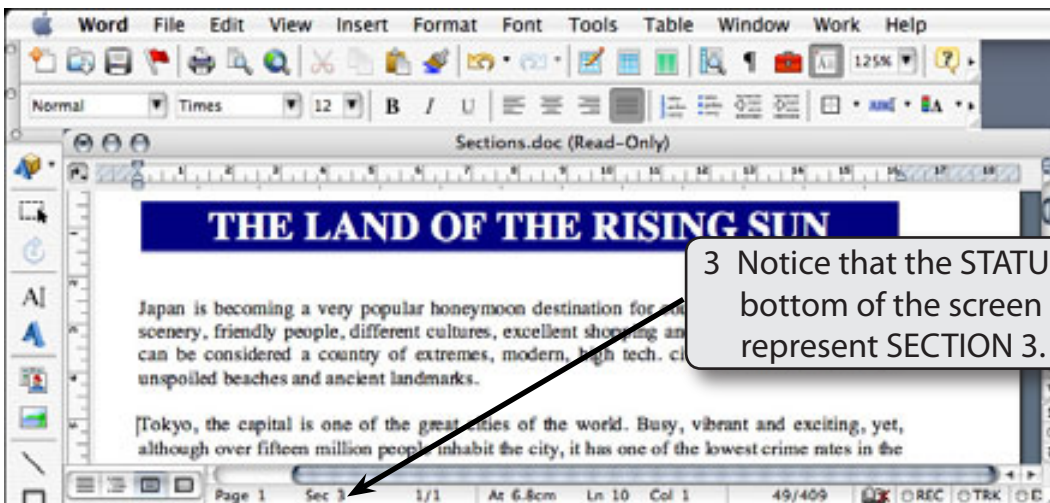 Word File Edit View Insert Format Font Tools Table Window Work Help
125%
Normal Times 12 B I U
Sections.doc (Read-Only)
THE LAND OF THE RISING SUN
3 Notice that the STATU
bottom of the screen
represent SECTION 3.
Japan is becoming a very popular honeymoon destination for
scenery, friendly people, different cultures, excellent shopping an
can be considered a country of extremes, modern, high tech. ci
unspoiled beaches and ancient landmarks.
Tokyo, the capital is one of the great cities of the world. Busy, vibrant and exciting, yet,
although over fifteen million people inhabit the city, it has one of the lowest crime rates in the
Page 1 Sec 3 1/1 At 6.8cm Ln 10 Col 1 49/409 REC TRK